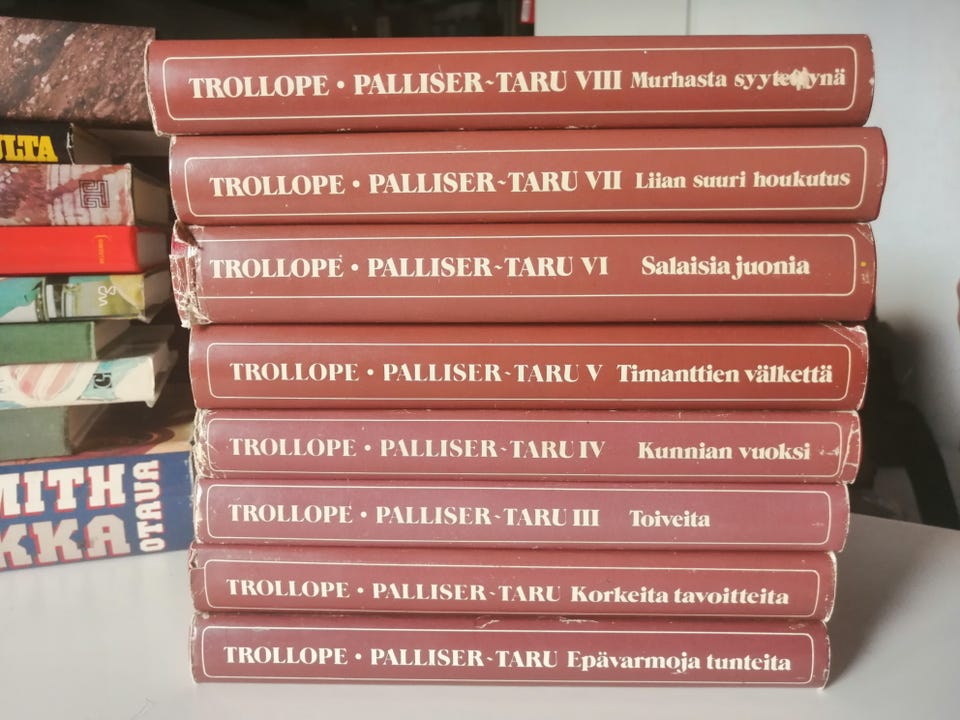 TROLLOPE • PALLISER~TARU VIII Murhasta syytettynä
TROLLOPE • PALLISER~TARU VII Liian suuri houkutus
TROLLOPE • PALLISER~TARU VI Salaisia juonia
TROLLOPE • PALLISER~TARU V Timanttien välkettä
TROLLOPE • PALLISER~TARU IV Kunnian vuoksi
TROLLOPE • PALLISER~TARU III Toiveita
TROLLOPE • PALLISER~TARU Korkeita tavoitteita
TROLLOPE • PALLISER~TARU Epävarmoja tunteita
ULTA
MITH
KKA
OTAVA